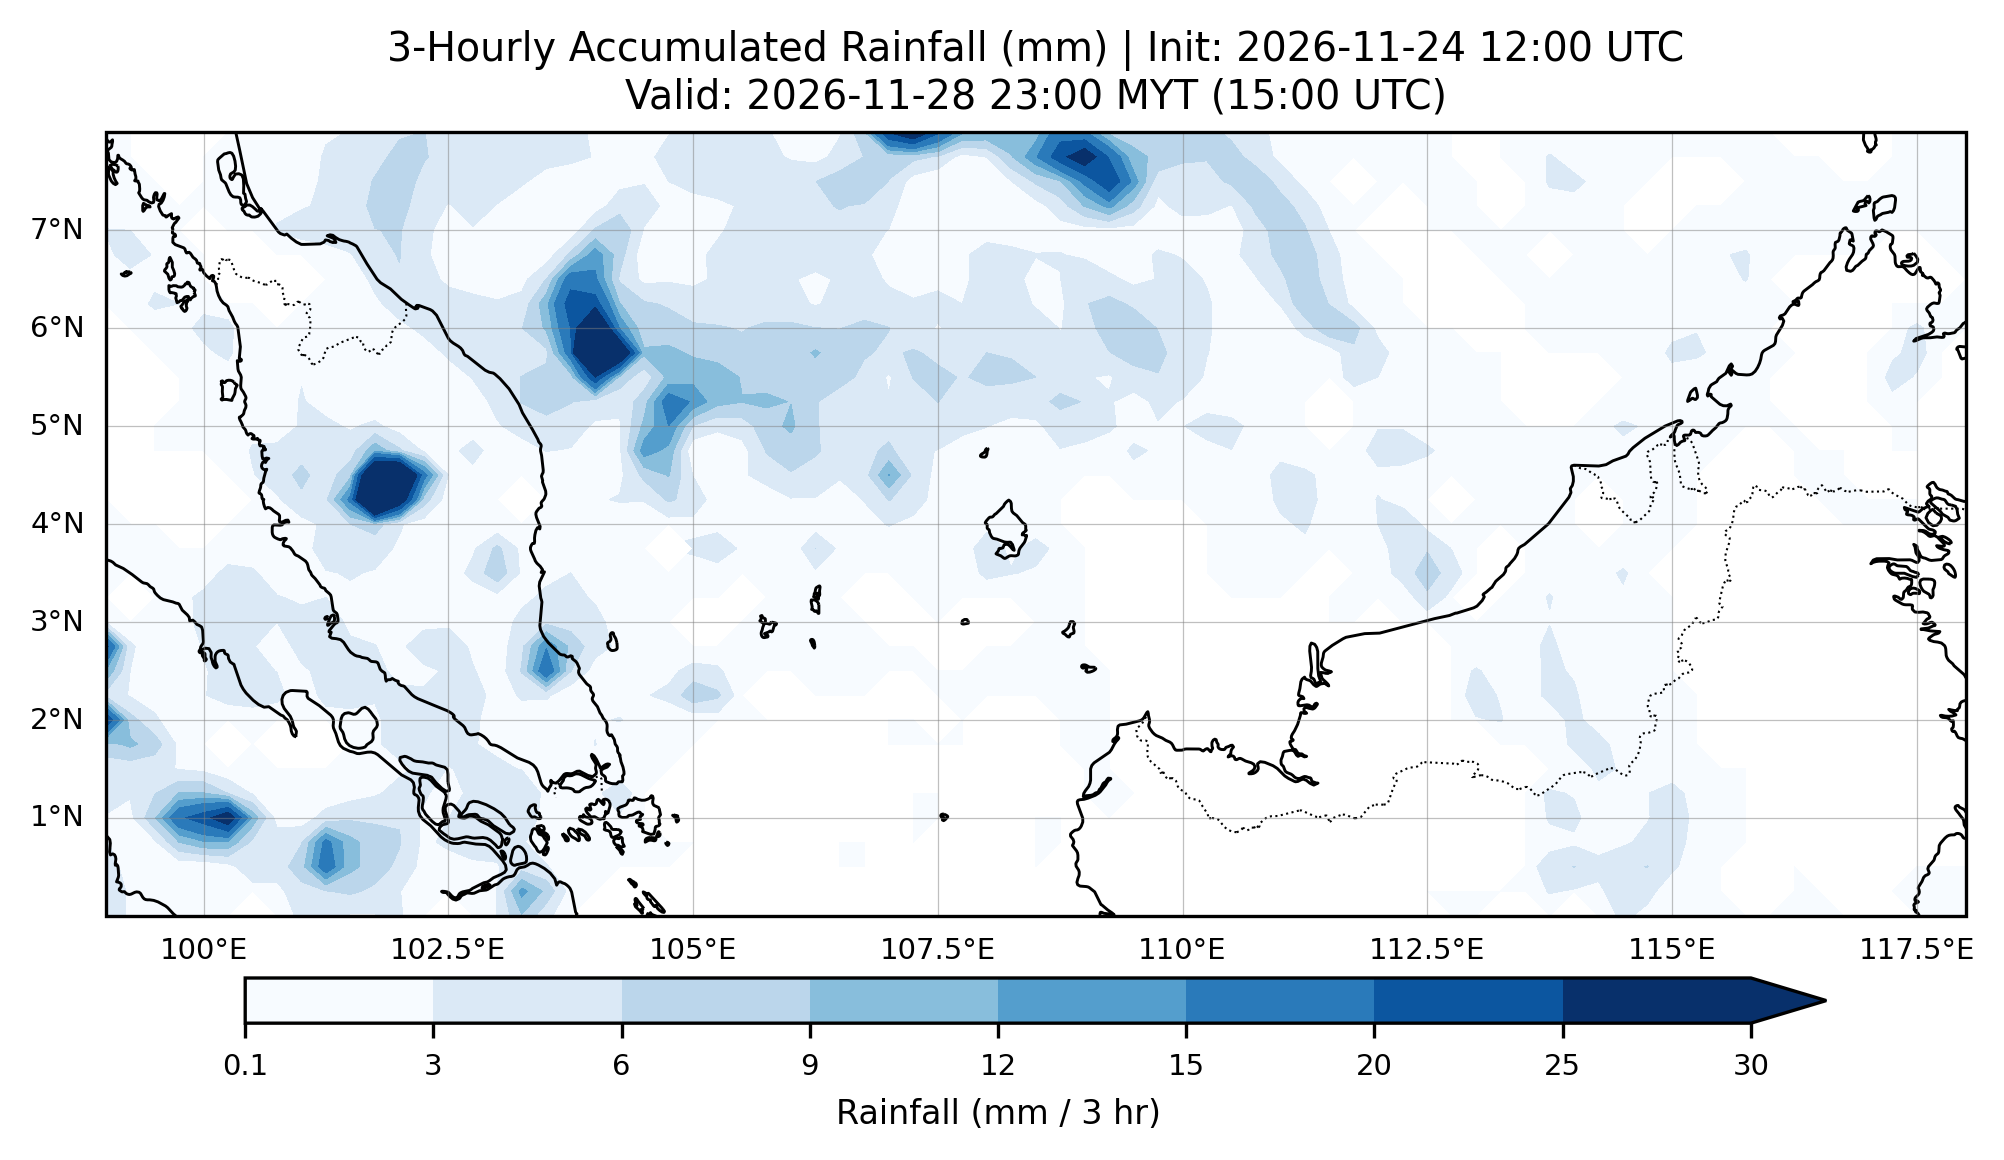 3-Hourly Accumulated Rainfall (mm) | Init: 2026-11-24 12:00 UTC
Valid: 2026-11-28 23:00 MYT (15:00 UTC)
7°N
6°N
5°N
4°N
3°N
2°N
1°N
100°E 102.5°E 105°E 107.5°E 110°E 112.5°E 115°E 117.5°E
0.1 3 6 9 12 15 20 25 30
Rainfall (mm / 3 hr)